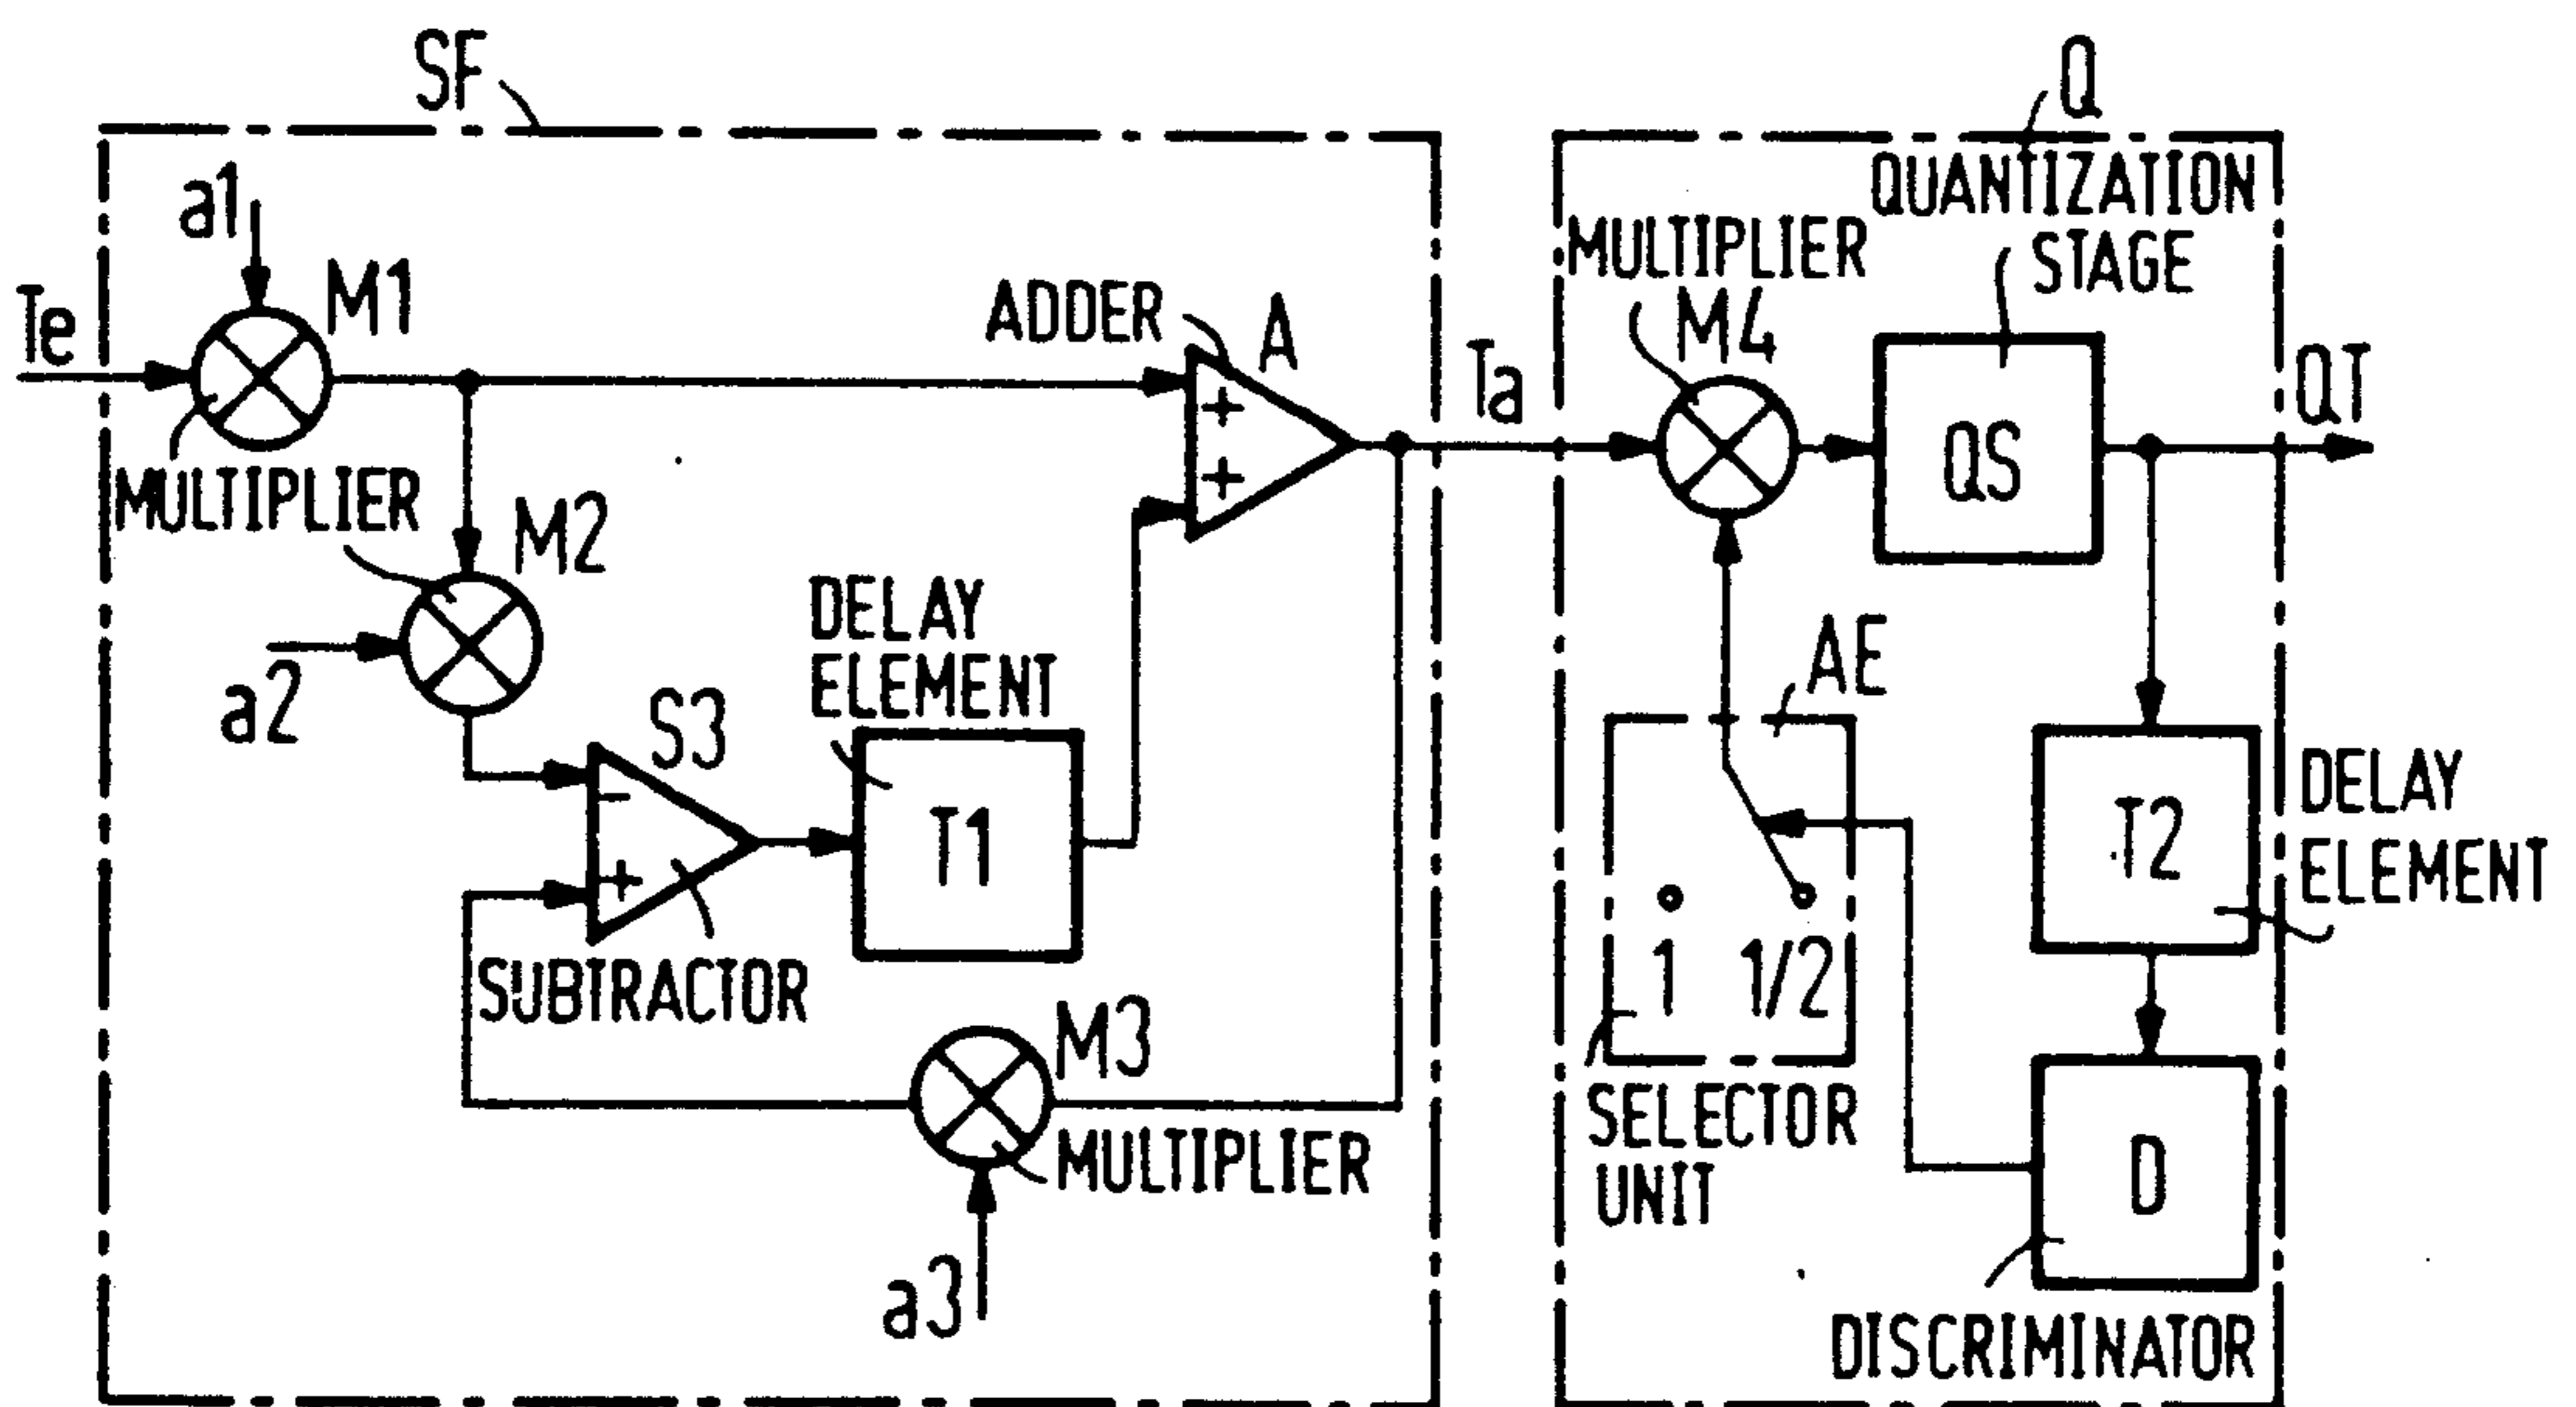 SF
Q
QUANTIZATION
STAGE
a1
M1
Te
MULTIPLIER
M2
a2
ADDER
A
Ta
MULTIPLIER
M4
QS
QT
+
+
DELAY
ELEMENT
S3
-
+
T1
SUBTRACTOR
M3
MULTIPLIER
a3
AE
1 1/2
SELECTOR
UNIT
T2
DELAY
ELEMENT
D
DISCRIMINATOR